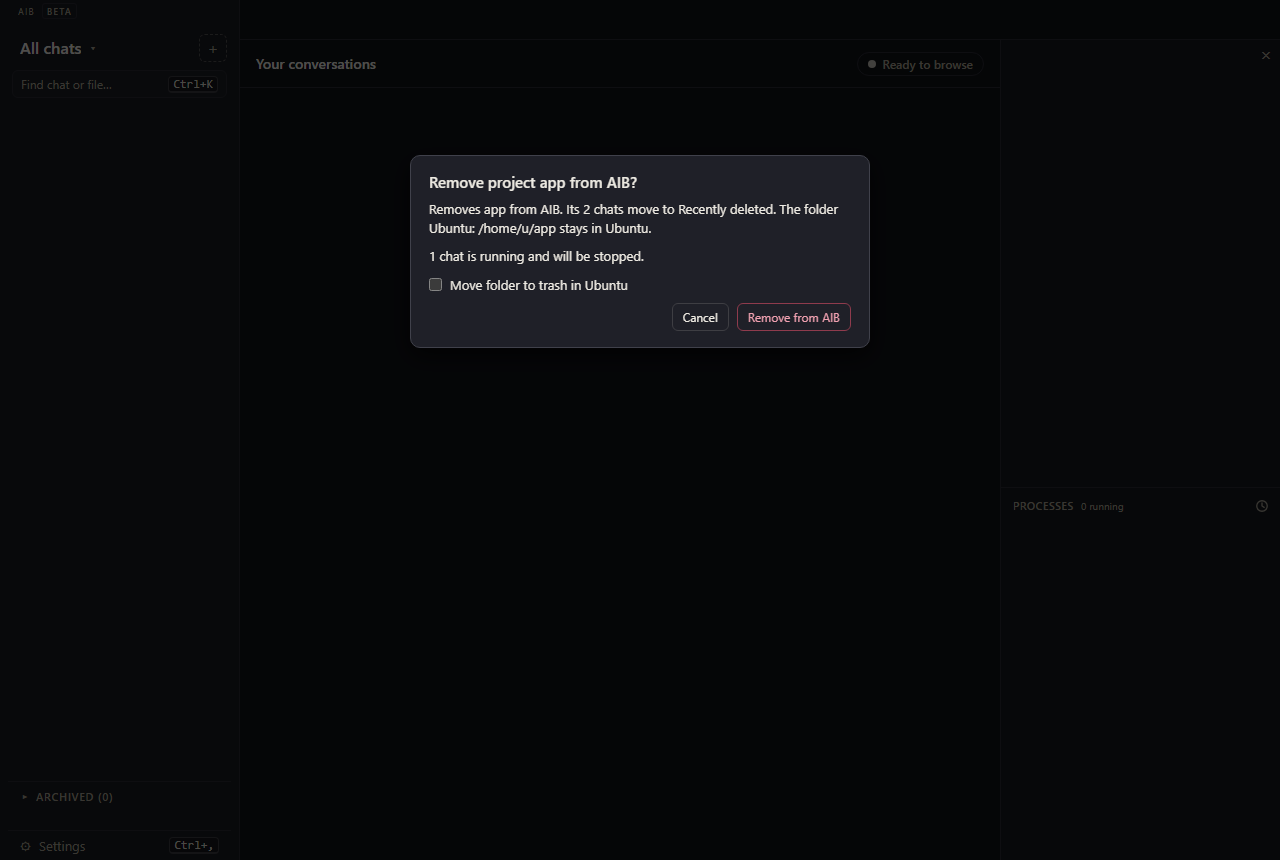 AIB BETA
All chats
+
Find chat or file... Ctrl+K
Your conversations
Ready to browse
×
Remove project app from AIB?
Removes app from AIB. Its 2 chats move to Recently deleted. The folder
Ubuntu: /home/u/app stays in Ubuntu.
1 chat is running and will be stopped.
Move folder to trash in Ubuntu
Cancel
Remove from AIB
PROCESSES 0 running
ARCHIVED (0)
Settings Ctrl+,